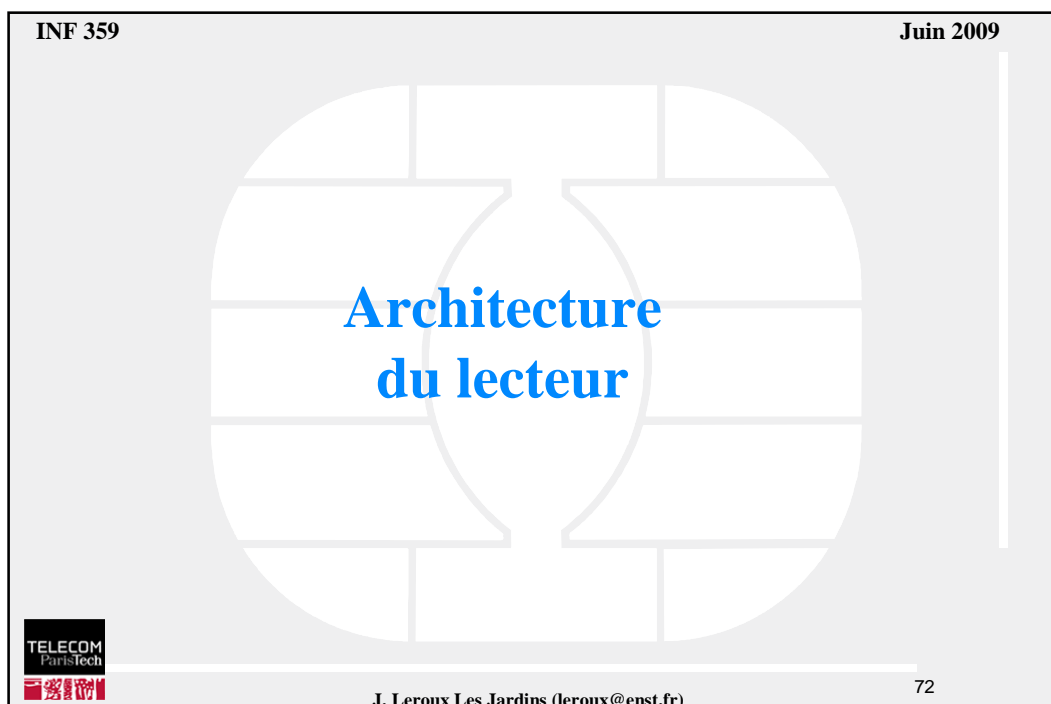 INF 359
Juin 2009
Architecture
du lecteur
TELECOM
ParisTech
J. Leroux Les Jardins (leroux@enst.fr)
72